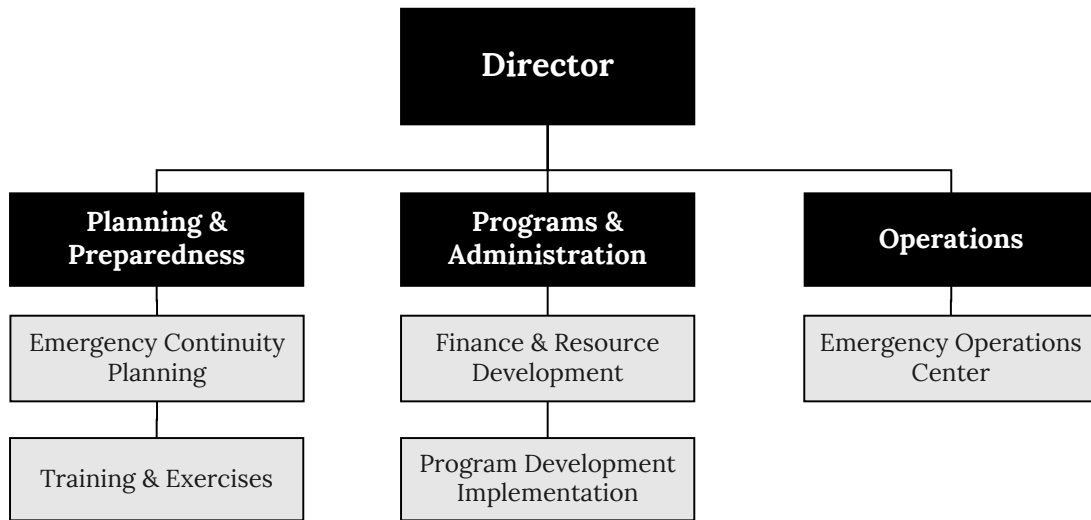 Director
Planning &
Preparedness
Programs &
Administration
Operations
Emergency Continuity
Planning
Finance & Resource
Development
Emergency Operations
Center
Training & Exercises
Program Development
Implementation